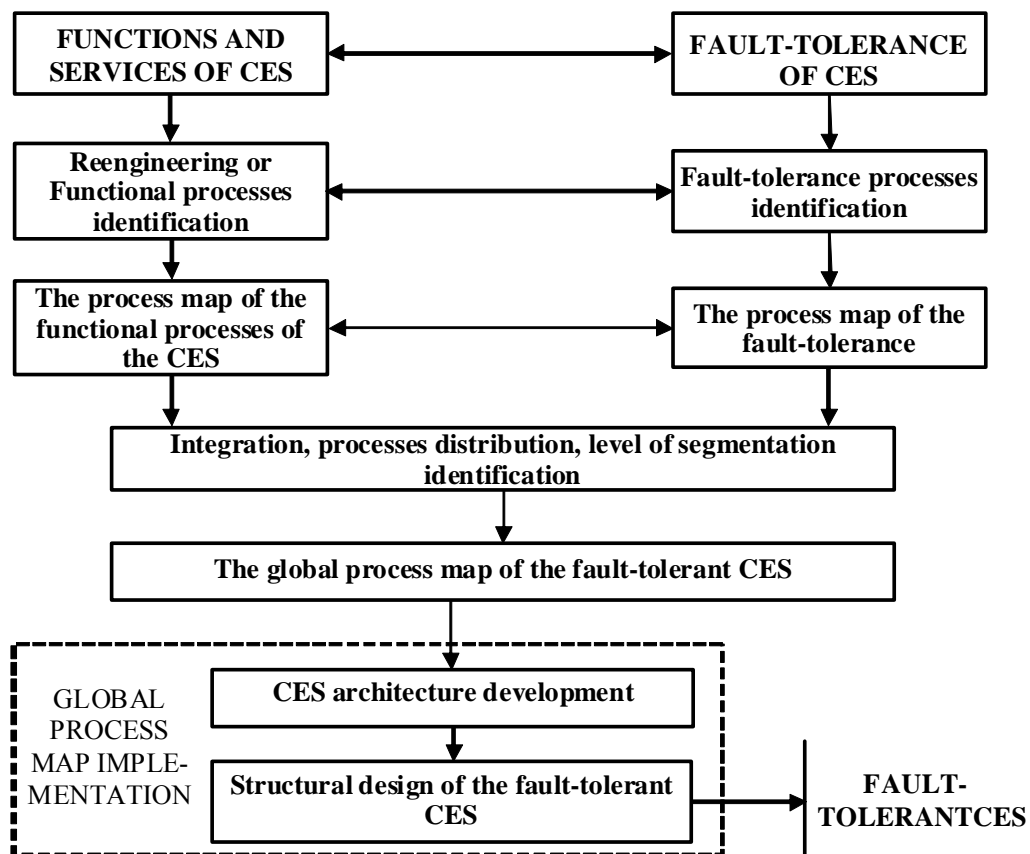 FUNCTIONS AND
SERVICES OF CES
FAULT-TOLERANCE
OF CES
Reengineering or
Functional processes
identification
Fault-tolerance processes
identification
The process map of the
functional processes of
the CES
The process map of the
fault-tolerance
Integration, processes distribution, level of segmentation
identification
The global process map of the fault-tolerant CES
GLOBAL
PROCESS
MAP IMPLE-
MENTATION
CES architecture development
Structural design of the fault-tolerant
CES
FAULT-
TOLERANTCES